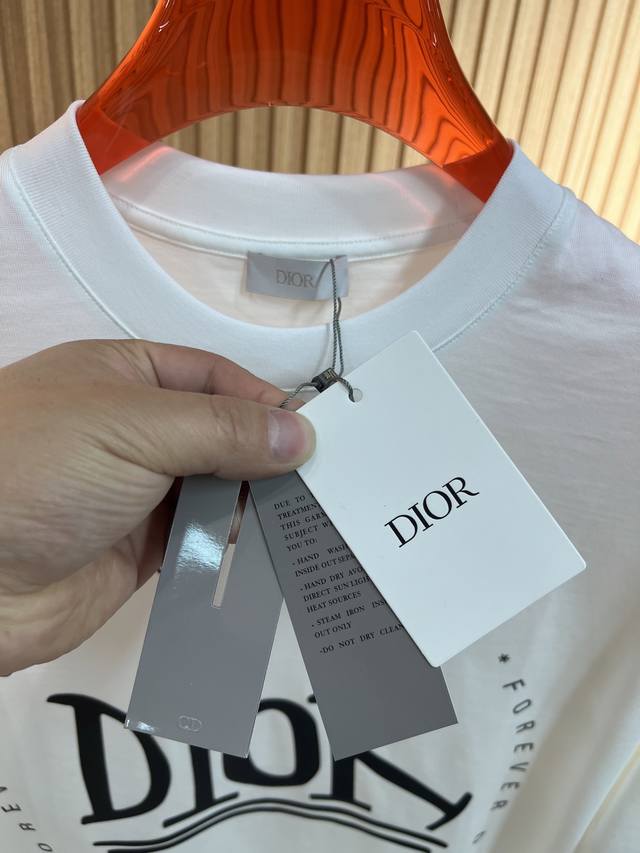 DIOR
DIOR
DUE TO
TREATMENT
THIS GAR
SUBJECT W
YOU TO:
- HAND WASH
INSIDE OUT SEP
- HAND DRY AVO
DIRECT SUN LIGH
HEAT SOURCES
- STEAM IRON INS
OUT ONLY
-DO NOT DRY CLEAN
CD
DIOR
* FOREVER